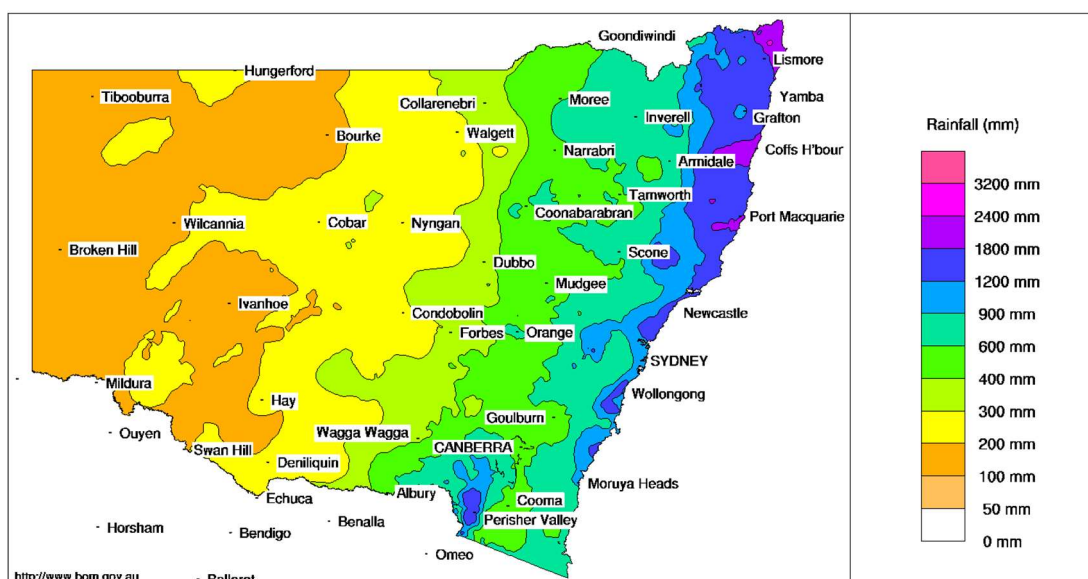 Goondiwindi
Lismore
Hungerford
Tibooburra
Collarenebri
Moree
Yamba
Inverell
Grafton
Bourke
Walgett
Narrabri
Coffs H'bour
Armidale
Tamworth
Coonabarabran
Wilcannia
Cobar
Nyngan
Port Macquarie
Broken Hill
Scone
Dubbo
Mudgee
Ivanhoe
Condobolin
Newcastle
Forbes
Orange
SYDNEY
Mildura
Wollongong
Hay
Goulburn
Ouyen
Wagga Wagga
Swan Hill
CANBERRA
Deniliquin
Moruya Heads
Echuca
Albury
Cooma
Horsham
Bendigo
Benalla
Perisher Valley
Omeo
http://www.bom.gov.au
Ballarat
Rainfall (mm)
3200 mm
2400 mm
1800 mm
1200 mm
900 mm
600 mm
400 mm
300 mm
200 mm
100 mm
50 mm
0 mm